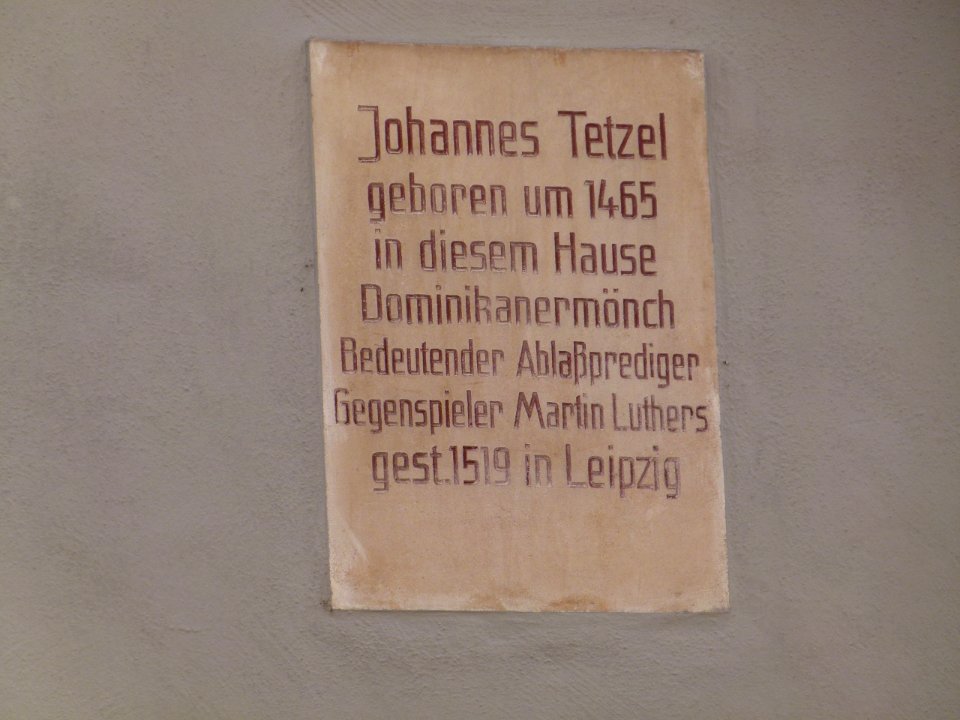 Johannes Tetzel
geboren um 1465
in diesem Hause
Dominikanermönch
Bedeutender Ablaßprediger
Gegenspieler Martin Luthers
gest.1519 in Leipzig